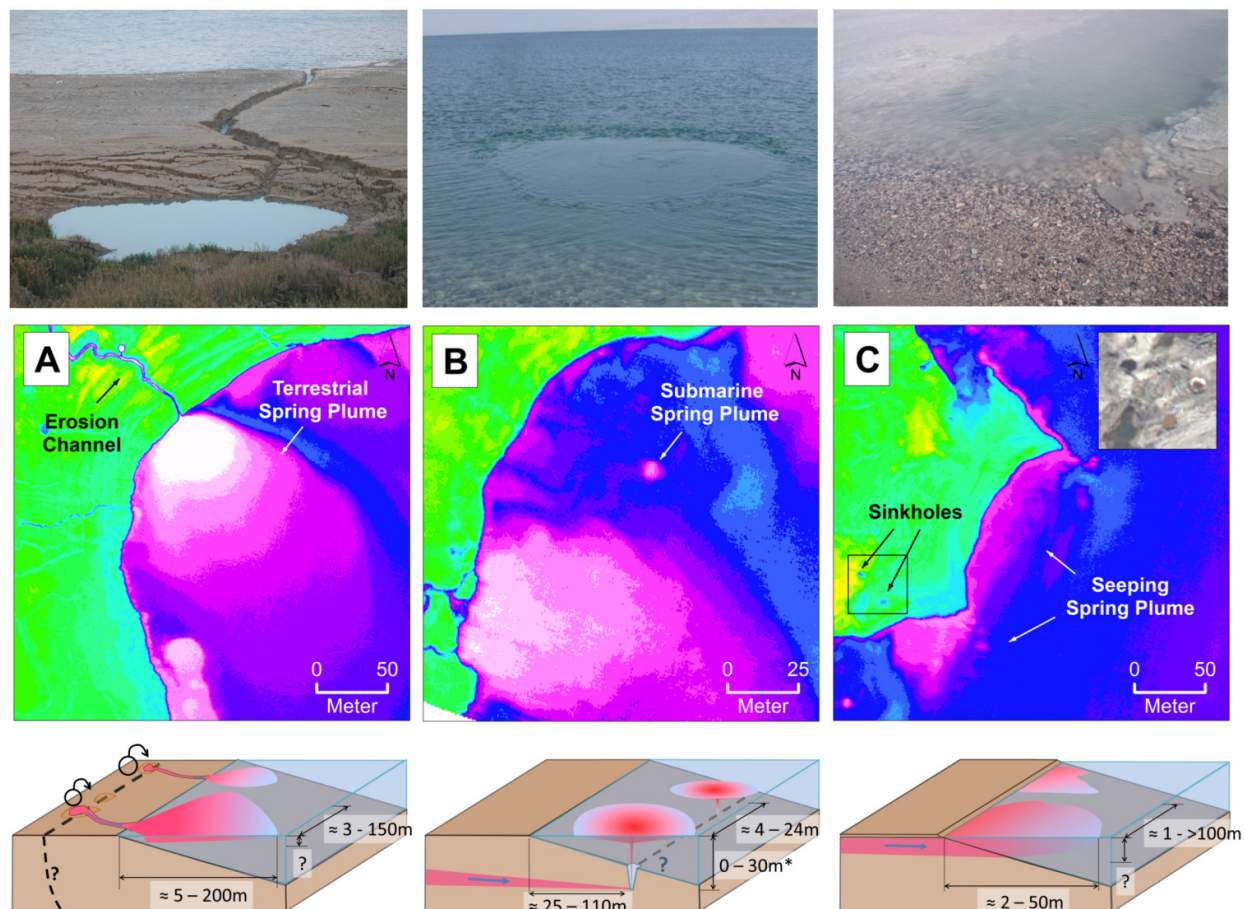 A
N
Terrestrial
Spring Plume
Erosion
Channel
0 50
Meter
B
N
Submarine
Spring Plume
0 25
Meter
C
N
Sinkholes
Seeping
Spring Plume
0 50
Meter
≈ 3 - 150m
?
?
≈ 5 – 200m
≈ 4 – 24m
?
0 – 30m*
≈ 25 – 110m
≈ 1 - >100m
?
≈ 2 – 50m